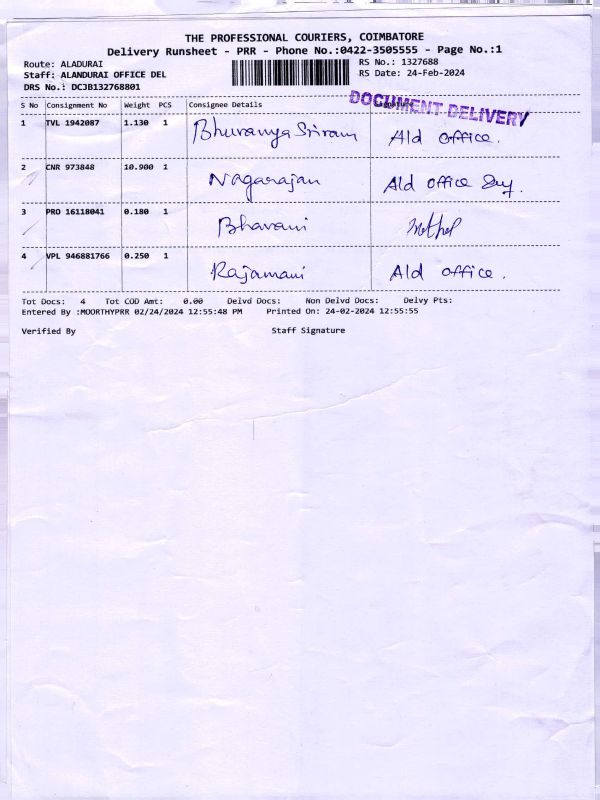 THE PROFESSIONAL COURIERS, COIMBATORE
Delivery Runsheet - PRR - Phone No.:0422-3505555 - Page No.:1
Route: ALADURAI RS No.: 1327688
Staff: ALANDURAI OFFICE DEL RS Date: 24-Feb-2024
DRS No.: DCJB132768801
DOCUMENT DELIVERY
S No Consignment No Weight PCS Consignee Details Signature
1 TVL 1942087 1.130 1 Bhuvanya Sriram Ald office.
2 CNR 973848 10.900 1 Nagarajan Ald office
3 PRO 16118041 0.180 1 Bhavani
4 VPL 946881766 0.250 1 Rajamani Ald office.
Tot Docs: 4 Tot COD Amt: 0.00 Delvd Docs: Non Delvd Docs: Delvy Pts:
Entered By :MOORTHYPRR 02/24/2024 12:55:48 PM Printed On: 24-02-2024 12:55:55
Verified By Staff Signature